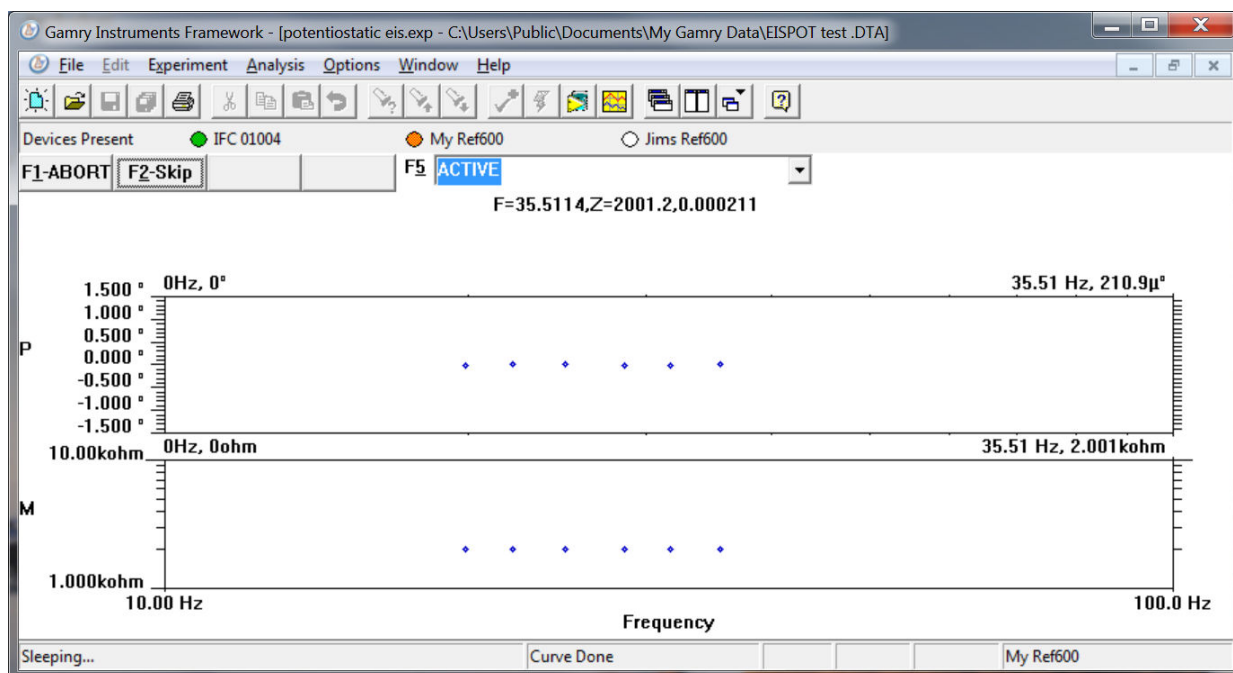 Gamry Instruments Framework - [potentiostatic eis.exp - C:\Users\Public\Documents\My Gamry Data\EISPOT test .DTA]
File Edit Experiment Analysis Options Window Help
Devices Present IFC 01004 My Ref600 Jims Ref600
F1-ABORT F2-Skip F5 ACTIVE
F=35.5114,Z=2001.2,0.000211
0Hz, 0° 35.51 Hz, 210.9µ°
1.500 °
1.000 °
0.500 °
P
0.000 °
-0.500 °
-1.000 °
-1.500 °
0Hz, 0ohm 35.51 Hz, 2.001kohm
10.00kohm
M
1.000kohm
10.00 Hz 100.0 Hz
Frequency
Sleeping... Curve Done My Ref600